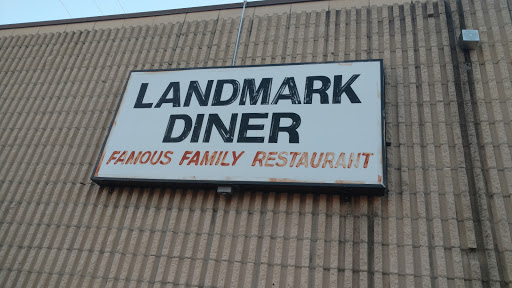 LANDMARK
DINER
FAMOUS FAMILY RESTAURANT